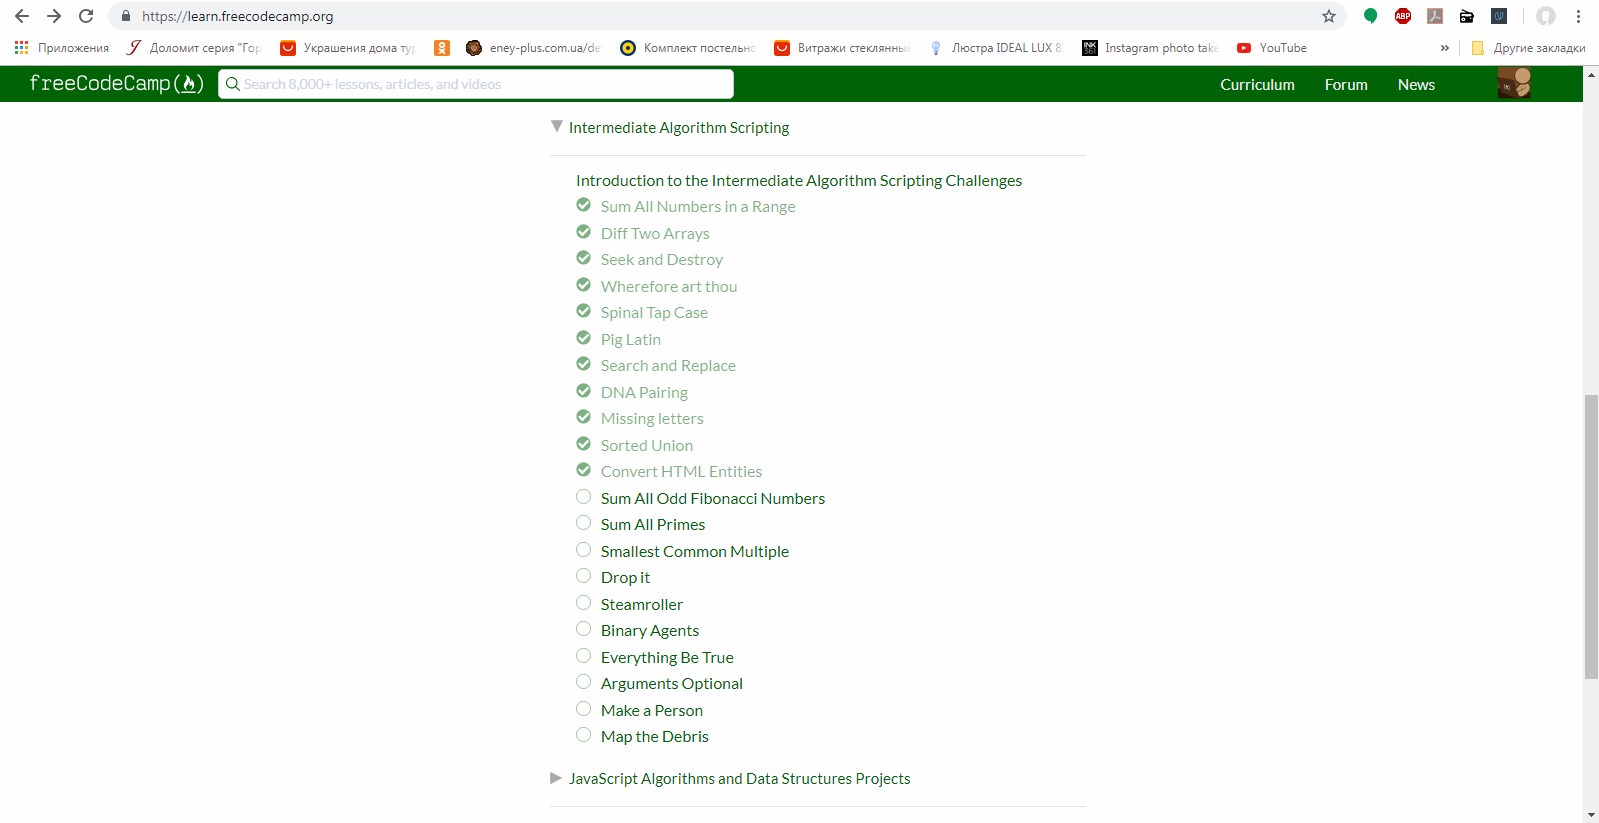 https://learn.freecodecamp.org
Приложения Доломит серия "Гор Украшения дома тур eney-plus.com.ua/de Комплект постельно Витражи стеклянные Люстра IDEAL LUX 8 Instagram photo take YouTube » Другие закладки
freeCodeCamp Search 8,000+ lessons, articles, and videos Curriculum Forum News
Intermediate Algorithm Scripting
Introduction to the Intermediate Algorithm Scripting Challenges
Sum All Numbers in a Range
Diff Two Arrays
Seek and Destroy
Wherefore art thou
Spinal Tap Case
Pig Latin
Search and Replace
DNA Pairing
Missing letters
Sorted Union
Convert HTML Entities
Sum All Odd Fibonacci Numbers
Sum All Primes
Smallest Common Multiple
Drop it
Steamroller
Binary Agents
Everything Be True
Arguments Optional
Make a Person
Map the Debris
JavaScript Algorithms and Data Structures Projects